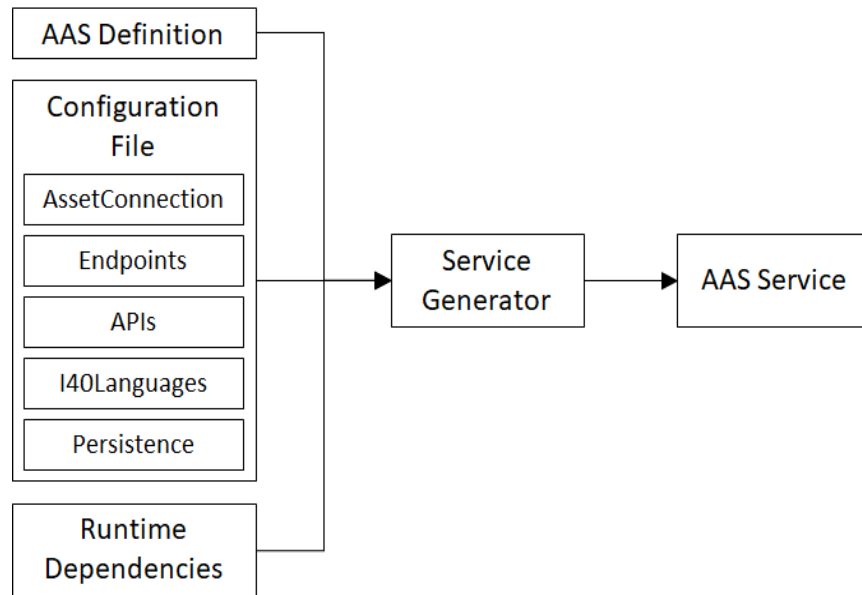 AAS Definition
Configuration
File
AssetConnection
Endpoints
APIs
I40Languages
Persistence
Runtime
Dependencies
Service
Generator
AAS Service